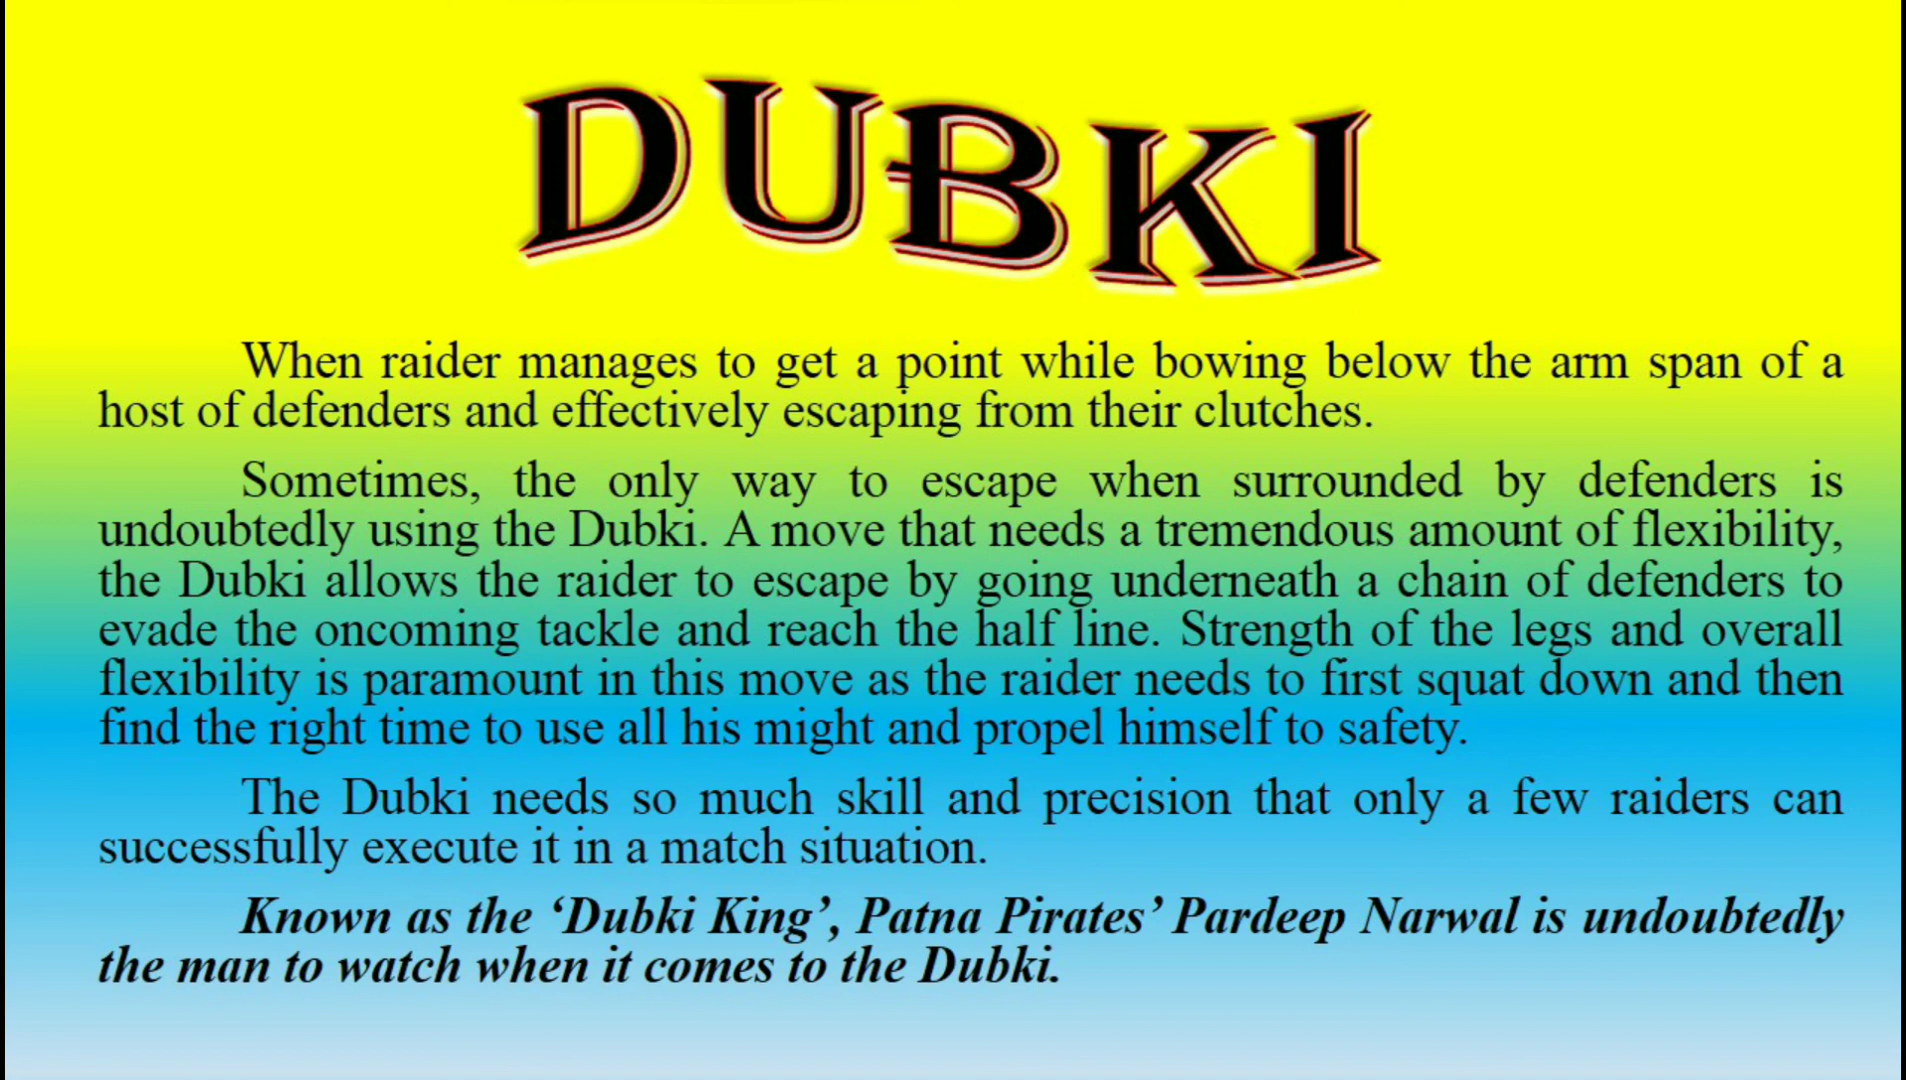 DUBKI
When raider manages to get a point while bowing below the arm span of a
host of defenders and effectively escaping from their clutches.
Sometimes, the only way to escape when surrounded by defenders is
undoubtedly using the Dubki. A move that needs a tremendous amount of flexibility,
the Dubki allows the raider to escape by going underneath a chain of defenders to
evade the oncoming tackle and reach the half line. Strength of the legs and overall
flexibility is paramount in this move as the raider needs to first squat down and then
find the right time to use all his might and propel himself to safety.
The Dubki needs so much skill and precision that only a few raiders can
successfully execute it in a match situation.
Known as the ‘Dubki King’, Patna Pirates’ Pardeep Narwal is undoubtedly
the man to watch when it comes to the Dubki.